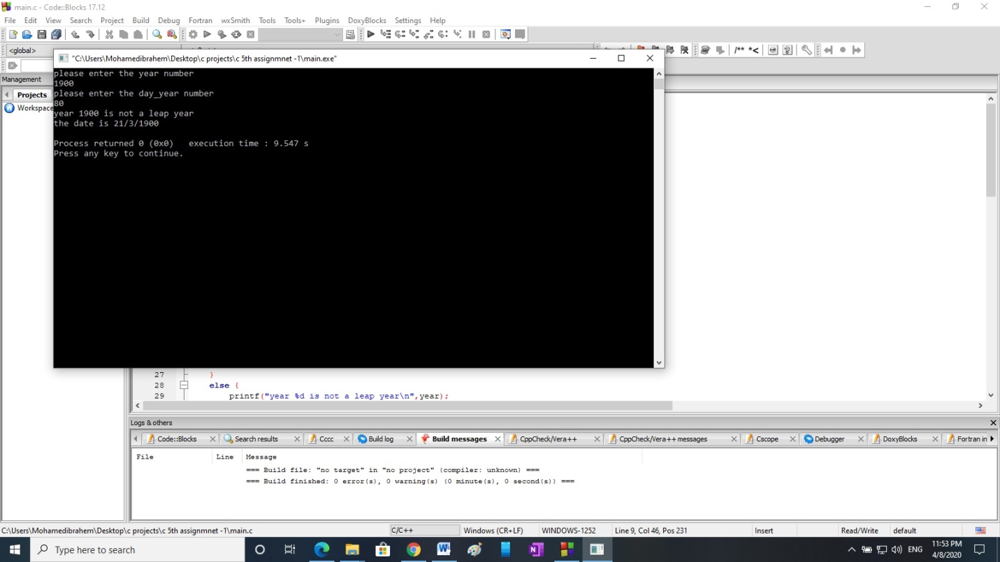 main.c - Code::Blocks 17.12
File Edit View Search Project Build Debug Fortran wxSmith Tools Tools+ Plugins DoxyBlocks Settings Help
<global>
/** *<
"C:\Users\Mohamedibrahem\Desktop\c projects\c 5th assignmnet -1\main.exe"
Management
Projects
Workspace
please enter the year number
1900
please enter the day_year number
80
year 1900 is not a leap year
the date is 21/3/1900
Process returned 0 (0x0)   execution time : 9.547 s
Press any key to continue.
27 }
28 else {
29 printf("year %d is not a leap year\n",year);
Logs & others
Code::Blocks Search results Cccc Build log Build messages CppCheck/Vera++ CppCheck/Vera++ messages Cscope Debugger DoxyBlocks Fortran in
File Line Message
=== Build file: "no target" in "no project" (compiler: unknown) ===
=== Build finished: 0 error(s), 0 warning(s) (0 minute(s), 0 second(s)) ===
C:\Users\Mohamedibrahem\Desktop\c projects\c 5th assignmnet -1\main.c C/C++ Windows (CR+LF) WINDOWS-1252 Line 9, Col 46, Pos 231 Insert Read/Write default
Type here to search
ENG
11:53 PM
4/8/2020